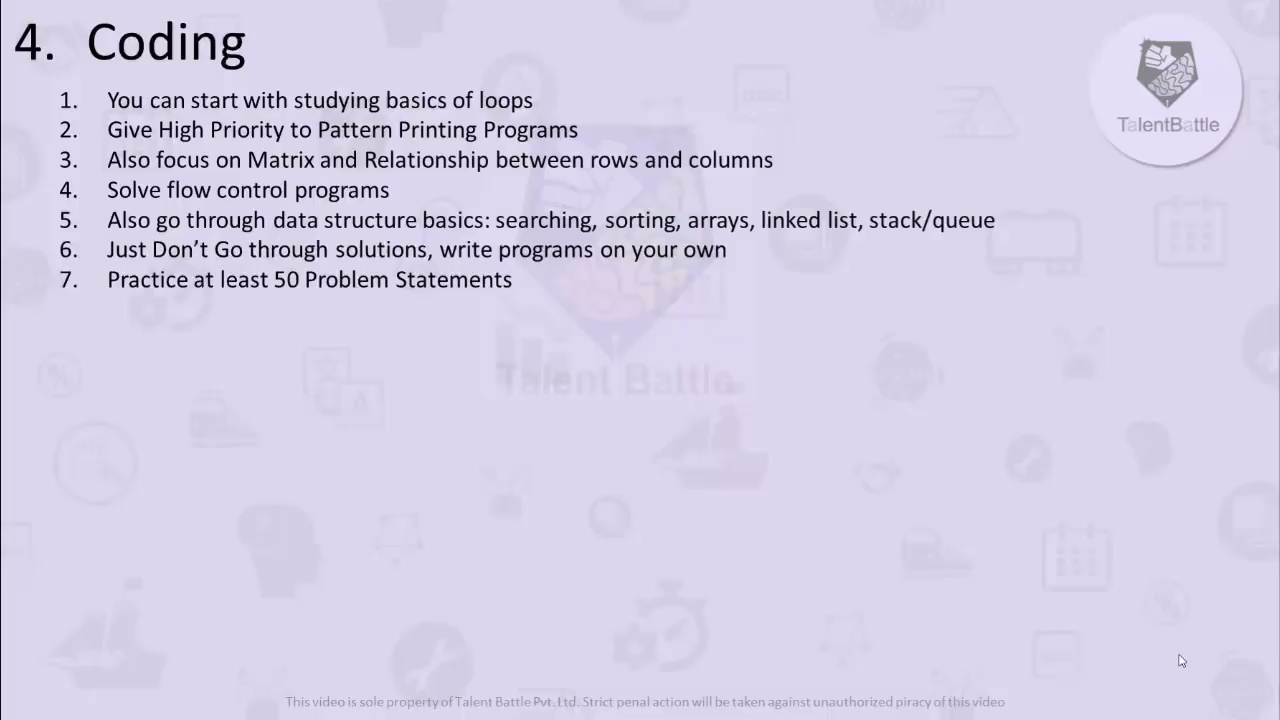 4. Coding
1. You can start with studying basics of loops
2. Give High Priority to Pattern Printing Programs
3. Also focus on Matrix and Relationship between rows and columns
4. Solve flow control programs
5. Also go through data structure basics: searching, sorting, arrays, linked list, stack/queue
6. Just Don’t Go through solutions, write programs on your own
7. Practice at least 50 Problem Statements
TalentBattle
Talent Battle
This video is sole property of Talent Battle Pvt. Ltd. Strict penal action will be taken against unauthorized piracy of this video